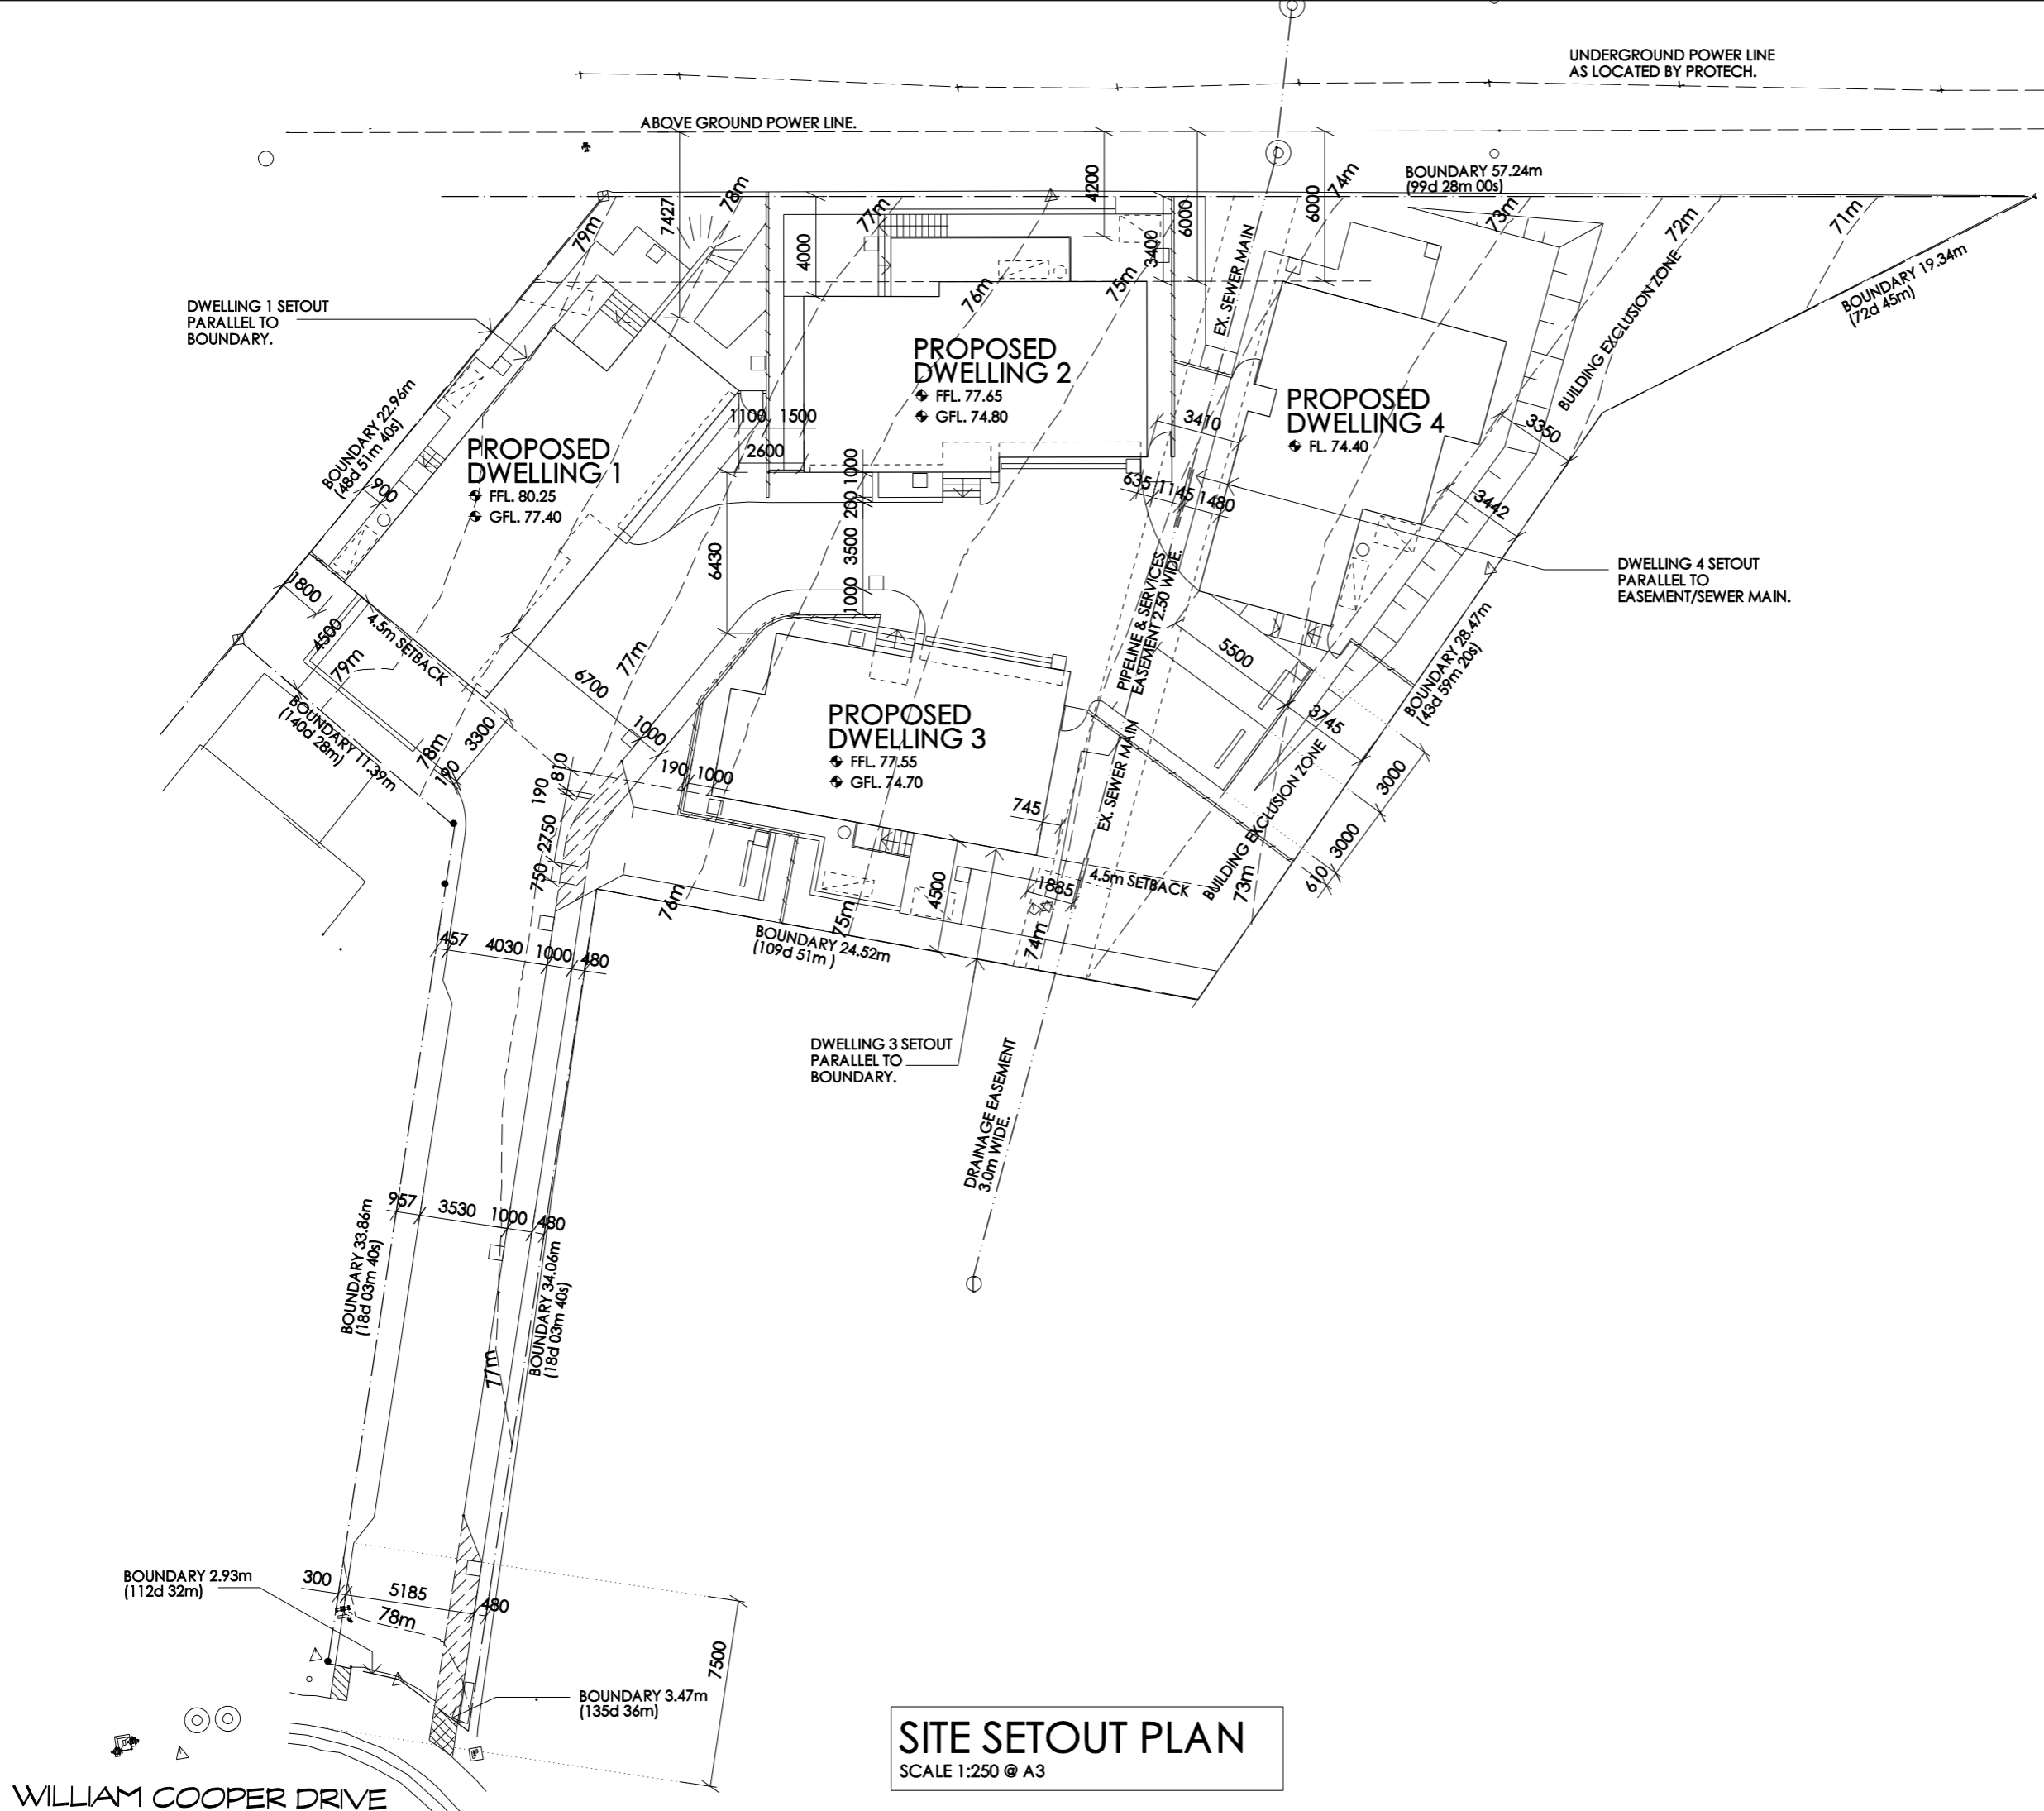 UNDERGROUND POWER LINE
AS LOCATED BY PROTECH.
ABOVE GROUND POWER LINE.
BOUNDARY 57.24m
(99d 28m 00s)
7427
78m
79m
4000
77m
4200
3400
6000
6000
74m
73m
72m
71m
BOUNDARY 19.34m
(72d 45m)
DWELLING 1 SETOUT
PARALLEL TO
BOUNDARY.
76m
75m
EX. SEWER MAIN
BUILDING EXCLUSION ZONE
BOUNDARY 22.96m
(48d 51m 40s)
PROPOSED
DWELLING 2
FFL. 77.65
GFL. 74.80
PROPOSED
DWELLING 4
FL. 74.40
PROPOSED
DWELLING 1
FFL. 80.25
GFL. 77.40
900
1100
1500
2600
3410
3350
3442
635
1145
1480
1000
200
3500
1000
6430
DWELLING 4 SETOUT
PARALLEL TO
EASEMENT/SEWER MAIN.
1800
4500
4.5m SETBACK
79m
6700
77m
PIPELINE & SERVICES
EASEMENT 2.50 WIDE.
5500
3745
BOUNDARY 28.47m
(43d 59m 20s)
BOUNDARY 11.39m
(140d 28m)
78m
3300
190
1000
190
1000
810
190
2750
750
PROPOSED
DWELLING 3
FFL. 77.55
GFL. 74.70
745
EX. SEWER MAIN
BUILDING EXCLUSION ZONE
3000
3000
610
76m
75m
4500
1885
4.5m SETBACK
73m
74m
BOUNDARY 24.52m
(109d 51m )
457
4030
1000
480
DWELLING 3 SETOUT
PARALLEL TO
BOUNDARY.
DRAINAGE EASEMENT
3.0m WIDE.
957
3530
1000
480
BOUNDARY 33.86m
(18d 03m 40s)
BOUNDARY 34.06m
(18d 03m 40s)
77m
BOUNDARY 2.93m
(112d 32m)
300
5185
480
78m
7500
BOUNDARY 3.47m
(135d 36m)
SITE SETOUT PLAN
SCALE 1:250 @ A3
WILLIAM COOPER DRIVE